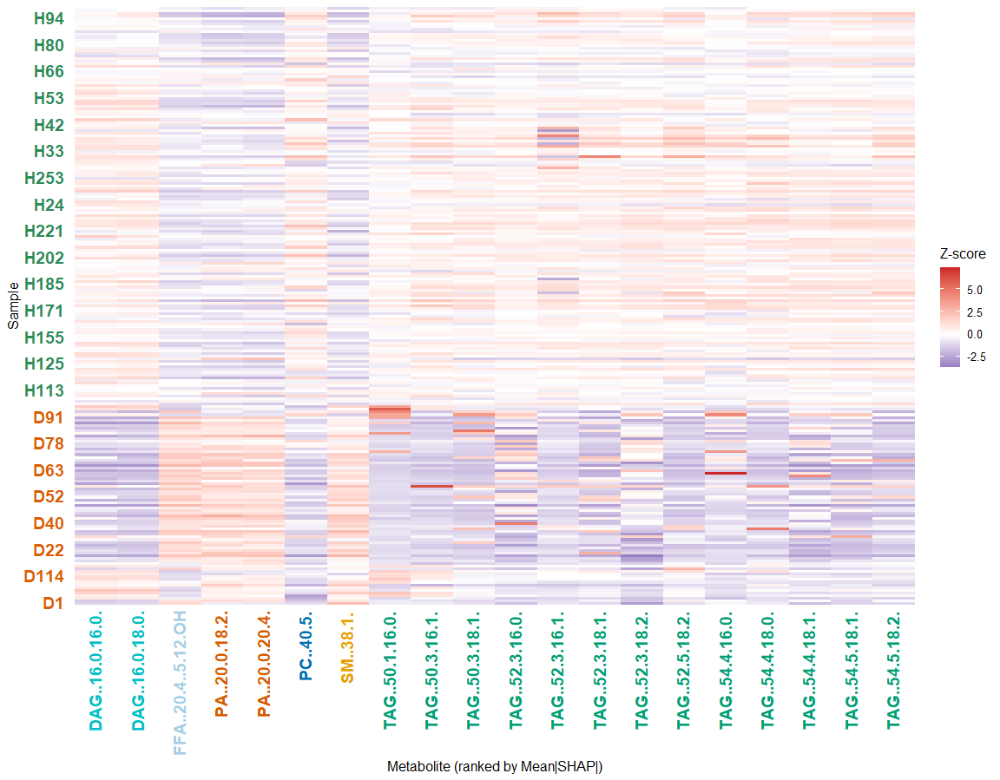 H94
H80
H66
H53
H42
H33
H253
H24
H221
H202
H185
H171
H155
H125
H113
D91
D78
D63
D52
D40
D22
D114
D1
Sample
Z-score
5.0
2.5
0.0
-2.5
DAG..16.0.16.0.
DAG..16.0.18.0.
FFA..20.4..5.12.OH
PA..20.0.18.2.
PA..20.0.20.4.
PC..40.5.
SM..38.1.
TAG..50.1.16.0.
TAG..50.3.16.1.
TAG..50.3.18.1.
TAG..52.3.16.0.
TAG..52.3.16.1.
TAG..52.3.18.1.
TAG..52.3.18.2.
TAG..52.5.18.2.
TAG..54.4.16.0.
TAG..54.4.18.0.
TAG..54.4.18.1.
TAG..54.5.18.1.
TAG..54.5.18.2.
Metabolite (ranked by Mean|SHAP|)